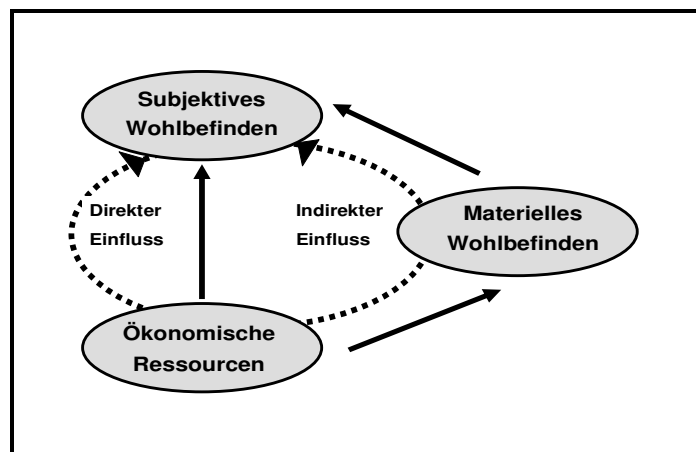 Subjektives
Wohlbefinden
Direkter
Einfluss
Indirekter
Einfluss
Materielles
Wohlbefinden
Ökonomische
Ressourcen